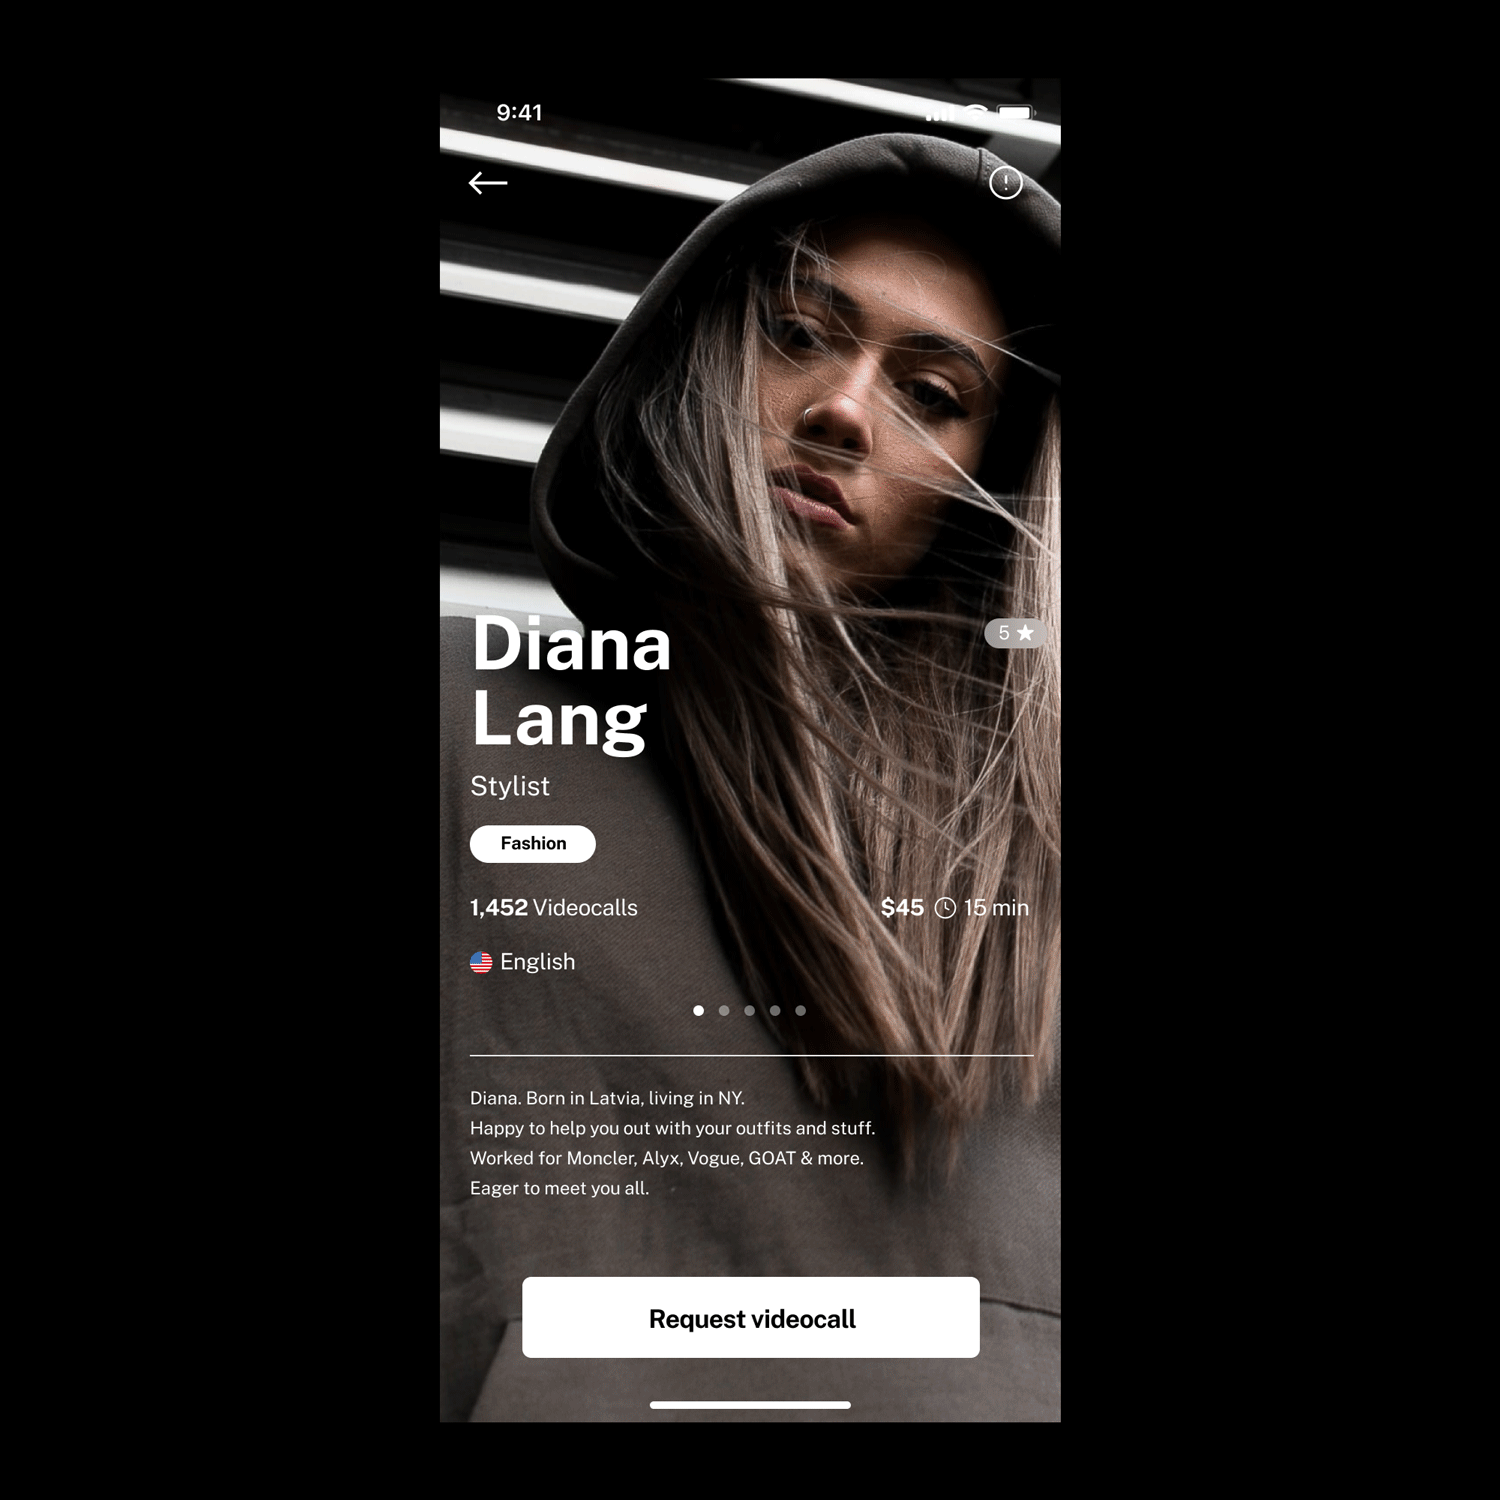 9:41
Diana
Lang
5
Stylist
Fashion
1,452 Videocalls
$45 15 min
English
Diana. Born in Latvia, living in NY.
Happy to help you out with your outfits and stuff.
Worked for Moncler, Alyx, Vogue, GOAT & more.
Eager to meet you all.
Request videocall